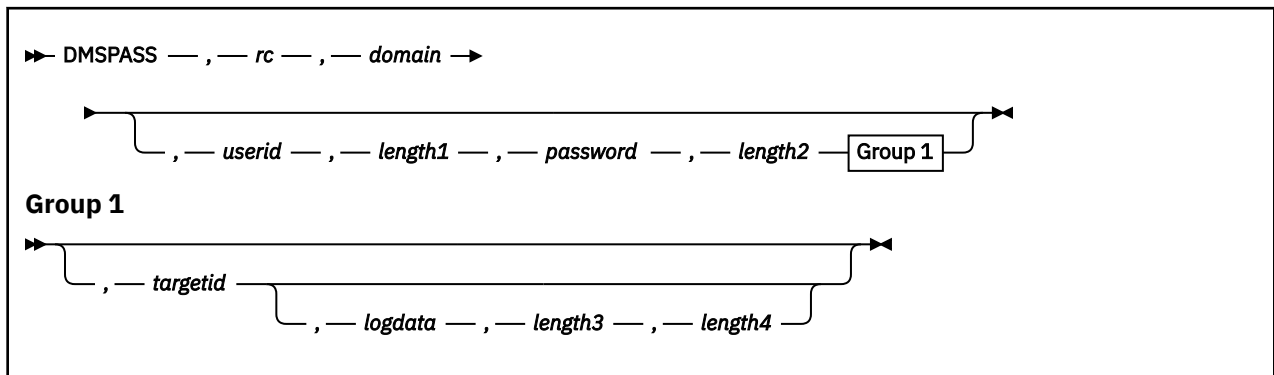 DMSPASS , rc , domain
, userid , length1 , password , length2 Group 1
Group 1
, targetid
, logdata , length3 , length4